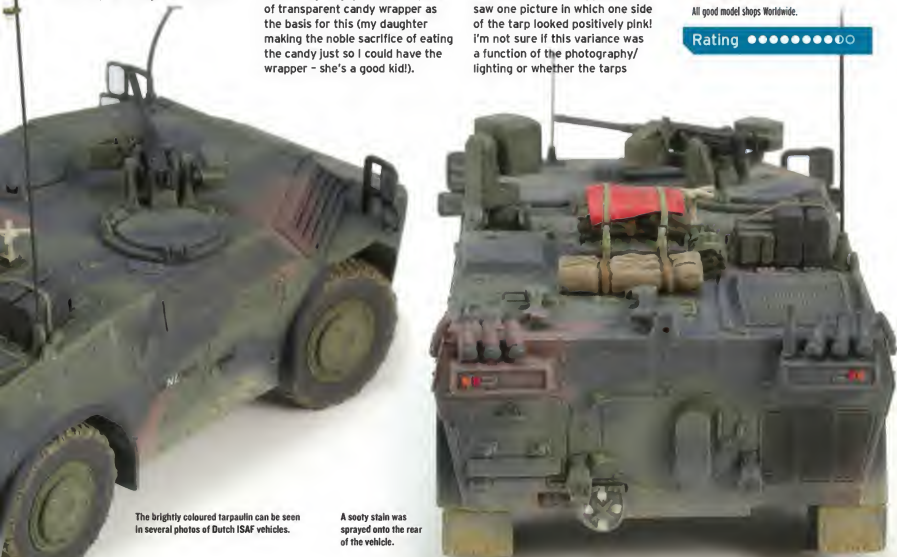 of transparent candy wrapper as
the basis for this (my daughter
making the noble sacrifice of eating
the candy just so I could have the
wrapper – she's a good kid!).
saw one picture in which one side
of the tarp looked positively pink!
i'm not sure if this variance was
a function of the photography/
lighting or whether the tarps
All good model shops Worldwide.
Rating
NL
The brightly coloured tarpaulin can be seen
in several photos of Dutch ISAF vehicles.
A sooty stain was
sprayed onto the rear
of the vehicle.